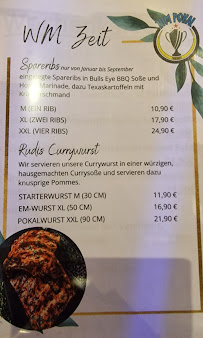 WM Zeit
WM POKAL
Spareribs nur von Januar bis September
eingelegte Spareribs in Bulls Eye BBQ Soße und
Marinade, dazu Texaskartoffeln mit
M (EIN RIB) 10,90 €
XL (ZWEI RIBS) 17,90 €
XXL (VIER RIBS) 24,90 €
Rudis Currywurst
Wir servieren unsere Currywurst in einer würzigen,
hausgemachten Currysoße und servieren dazu
knusprige Pommes.
STARTERWURST M (30 CM) 11,90 €
EM-WURST XL (50 CM) 16,90 €
POKALWURST XXL (90 CM) 21,90 €